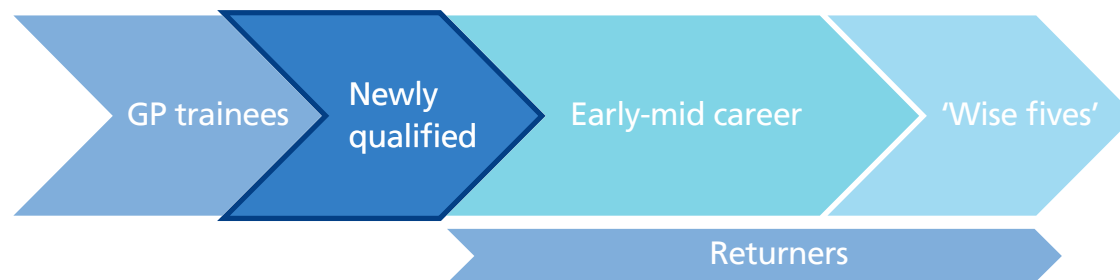 GP trainees
Newly
qualified
Early-mid career
‘Wise fives’
Returners